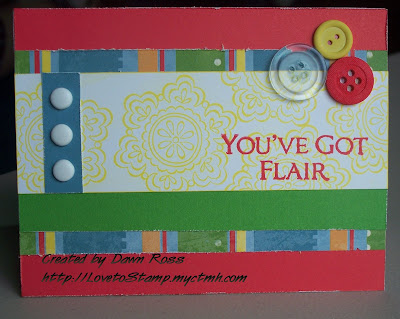 YOU'VE GOT
FLAIR
Created by Dawn Ross
http://LovetoStamp.myctmh.com